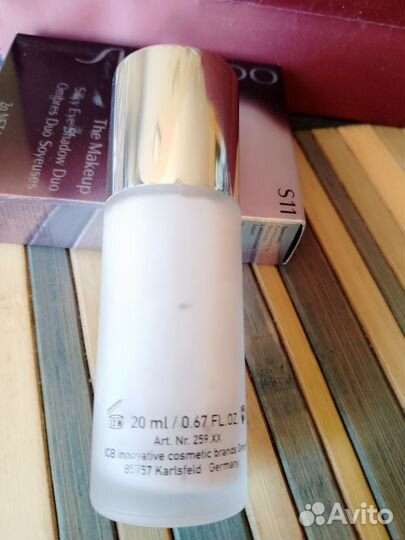 The Makeup
Silky Eye Shadow Duo
Ombres Duo Soyeuses
S11
12 M
20 ml / 0.67 FL.OZ
Art. Nr. 259 XX
ICB innovative cosmetic brands
85757 Karlsfeld · Germany
Avito